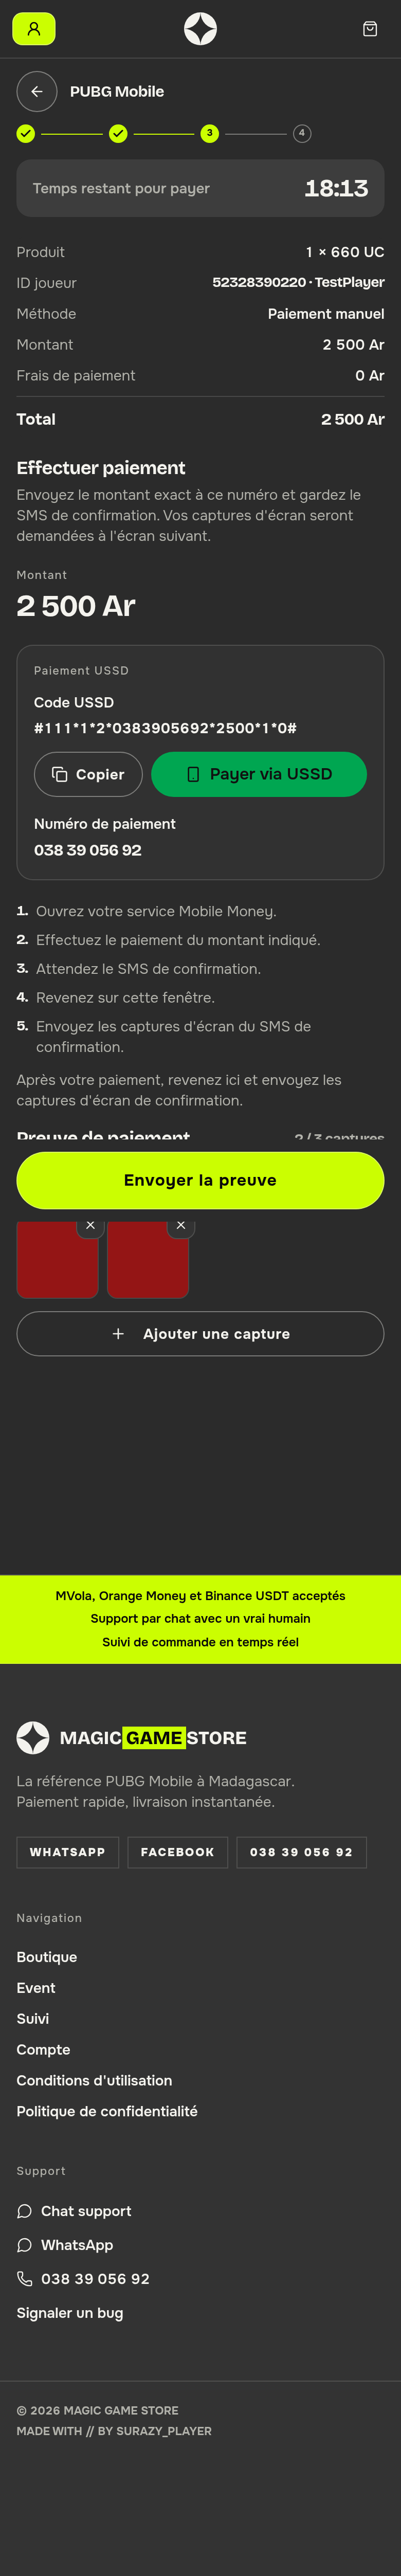 PUBG Mobile
3
4
Temps restant pour payer 18:13
Produit 1 × 660 UC
ID joueur 52328390220 · TestPlayer
Méthode Paiement manuel
Montant 2 500 Ar
Frais de paiement 0 Ar
Total 2 500 Ar
Effectuer paiement
Envoyez le montant exact à ce numéro et gardez le
SMS de confirmation. Vos captures d'écran seront
demandées à l'écran suivant.
Montant
2 500 Ar
Paiement USSD
Code USSD
#111*1*2*0383905692*2500*1*0#
Copier
Payer via USSD
Numéro de paiement
038 39 056 92
1. Ouvrez votre service Mobile Money.
2. Effectuez le paiement du montant indiqué.
3. Attendez le SMS de confirmation.
4. Revenez sur cette fenêtre.
5. Envoyez les captures d'écran du SMS de
confirmation.
Après votre paiement, revenez ici et envoyez les
captures d'écran de confirmation.
Preuve de paiement 2 / 3 captures
Envoyer la preuve
Ajouter une capture
MVola, Orange Money et Binance USDT acceptés
Support par chat avec un vrai humain
Suivi de commande en temps réel
MAGIC GAME STORE
La référence PUBG Mobile à Madagascar.
Paiement rapide, livraison instantanée.
WHATSAPP
FACEBOOK
038 39 056 92
Navigation
Boutique
Event
Suivi
Compte
Conditions d'utilisation
Politique de confidentialité
Support
Chat support
WhatsApp
038 39 056 92
Signaler un bug
© 2026 MAGIC GAME STORE
MADE WITH // BY SURAZY_PLAYER